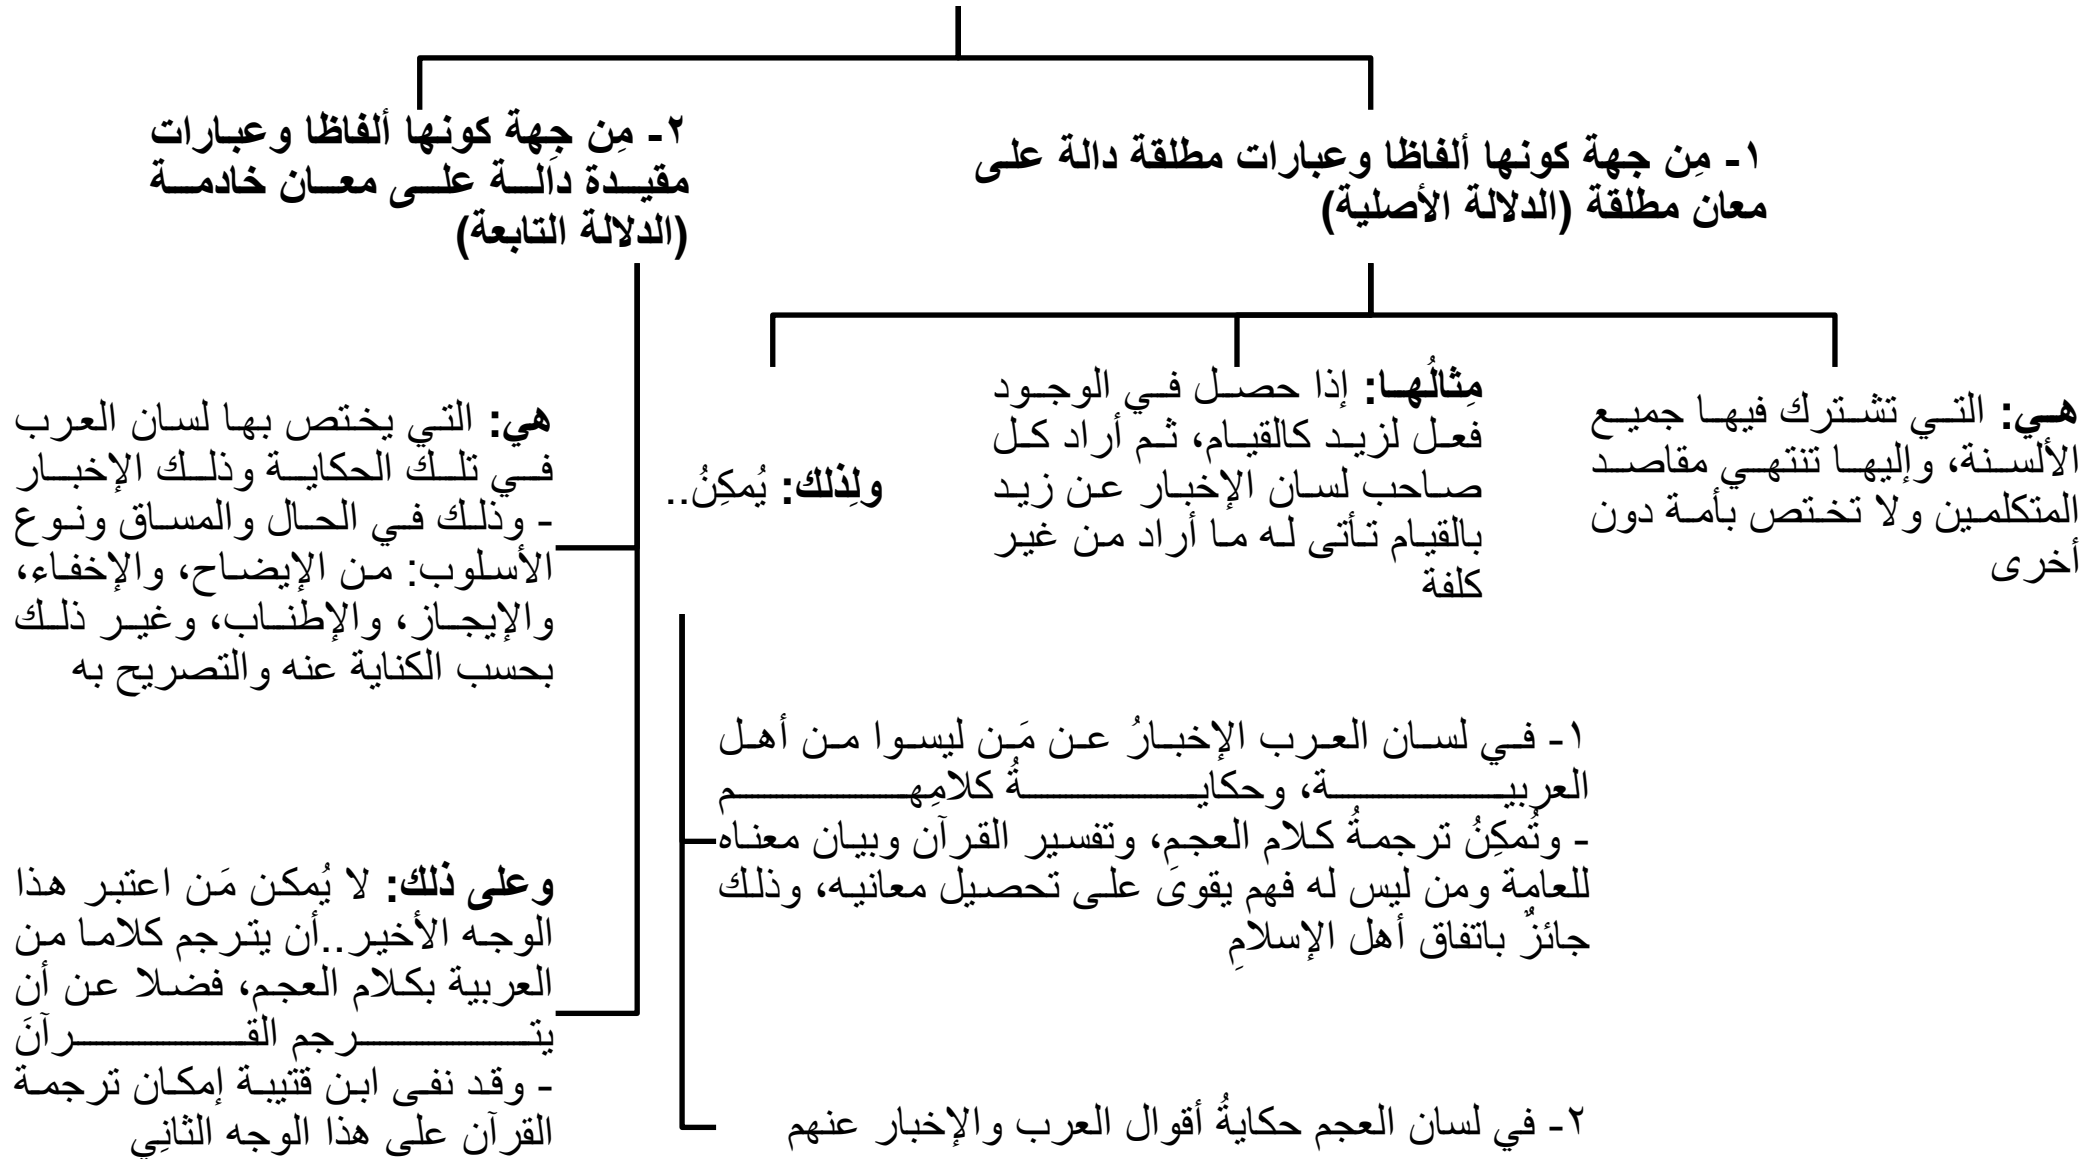 ١- مِن جهة كونها ألفاظا وعبارات مطلقة دالة على
معان مطلقة (الدلالة الأصلية)
هي: التي تشترك فيها جميع
الألسنة، وإليها تنتهي مقاصد
المتكلمين ولا تختص بأمة دون
أخرى
مِثالُها: إذا حصل في الوجود
فعل لزيد كالقيام، ثم أراد كل
صاحب لسان الإخبار عن زيد
بالقيام تأتى له ما أراد من غير
كلفة
ولِذلك: يُمكِنُ..
١- في لسان العرب الإخبارُ عن مَن ليسوا من أهل
العربية، وحكايةُ كلامِهم
- وتُمكِنُ ترجمةُ كلام العجمِ، وتفسير القرآن وبيان معناه
للعامة ومن ليس له فهم يقوىَ على تحصيل معانيه، وذلك
جائزٌ باتفاق أهل الإسلامِ
٢- في لسان العجم حكايةُ أقوال العرب والإخبار عنهم
٢- مِن جِهة كونها ألفاظا وعبارات
مقيدة دالة على معان خادمة
(الدلالة التابعة)
هي: التي يختص بها لسان العرب
في تلك الحكاية وذلك الإخبار
- وذلك في الحال والمساق ونوع
الأسلوب: من الإيضاح، والإخفاء،
والإيجاز، والإطناب، وغير ذلك
بحسب الكناية عنه والتصريح به
وعلى ذلك: لا يُمكن مَن اعتبر هذا
الوجه الأخير..أن يترجم كلاما من
العربية بكلام العجم، فضلا عن أن
يترجم القرآنَ
- وقد نفى ابن قتيبة إمكان ترجمة
القرآن على هذا الوجه الثانِي